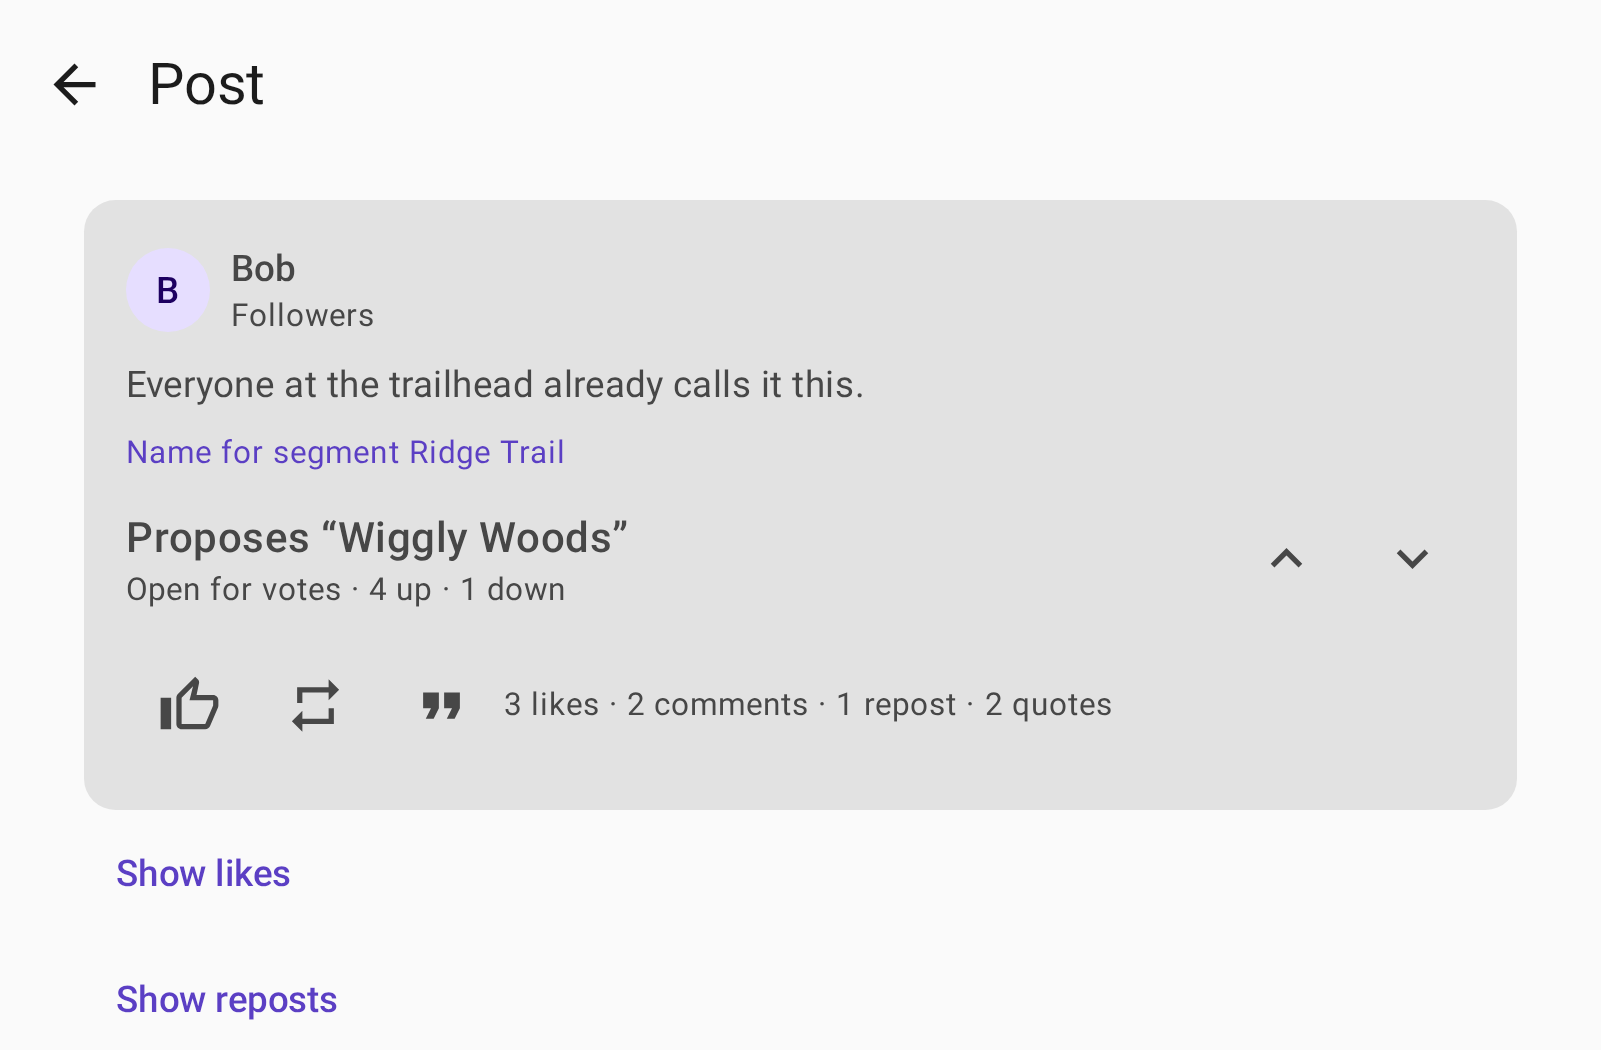 Post
B
Bob
Followers
Everyone at the trailhead already calls it this.
Name for segment Ridge Trail
Proposes “Wiggly Woods”
Open for votes · 4 up · 1 down
3 likes · 2 comments · 1 repost · 2 quotes
Show likes
Show reposts